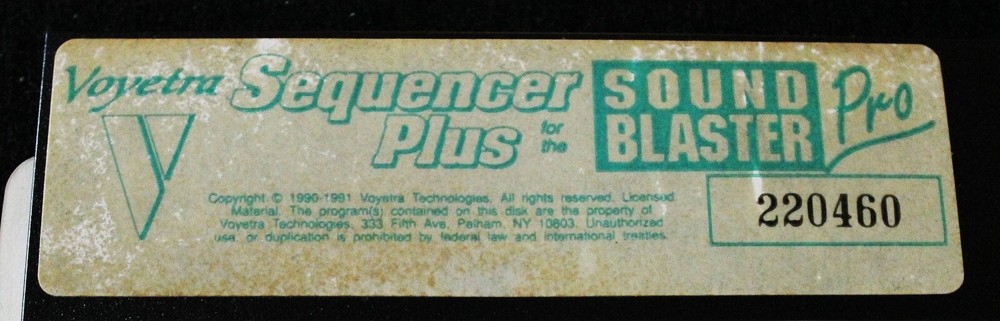 Voyetra
Sequencer
Plus
for
the
SOUND
BLASTER
Pro
Copyright © 1990-1991 Voyetra Technologies. All rights reserved. Licensed
Material. The program(s) contained on this disk are the property of
Voyetra Technologies, 333 Fifth Ave, Pelham, NY 10803. Unauthorized
use, or duplication is prohibited by federal law and international treaties.
220460